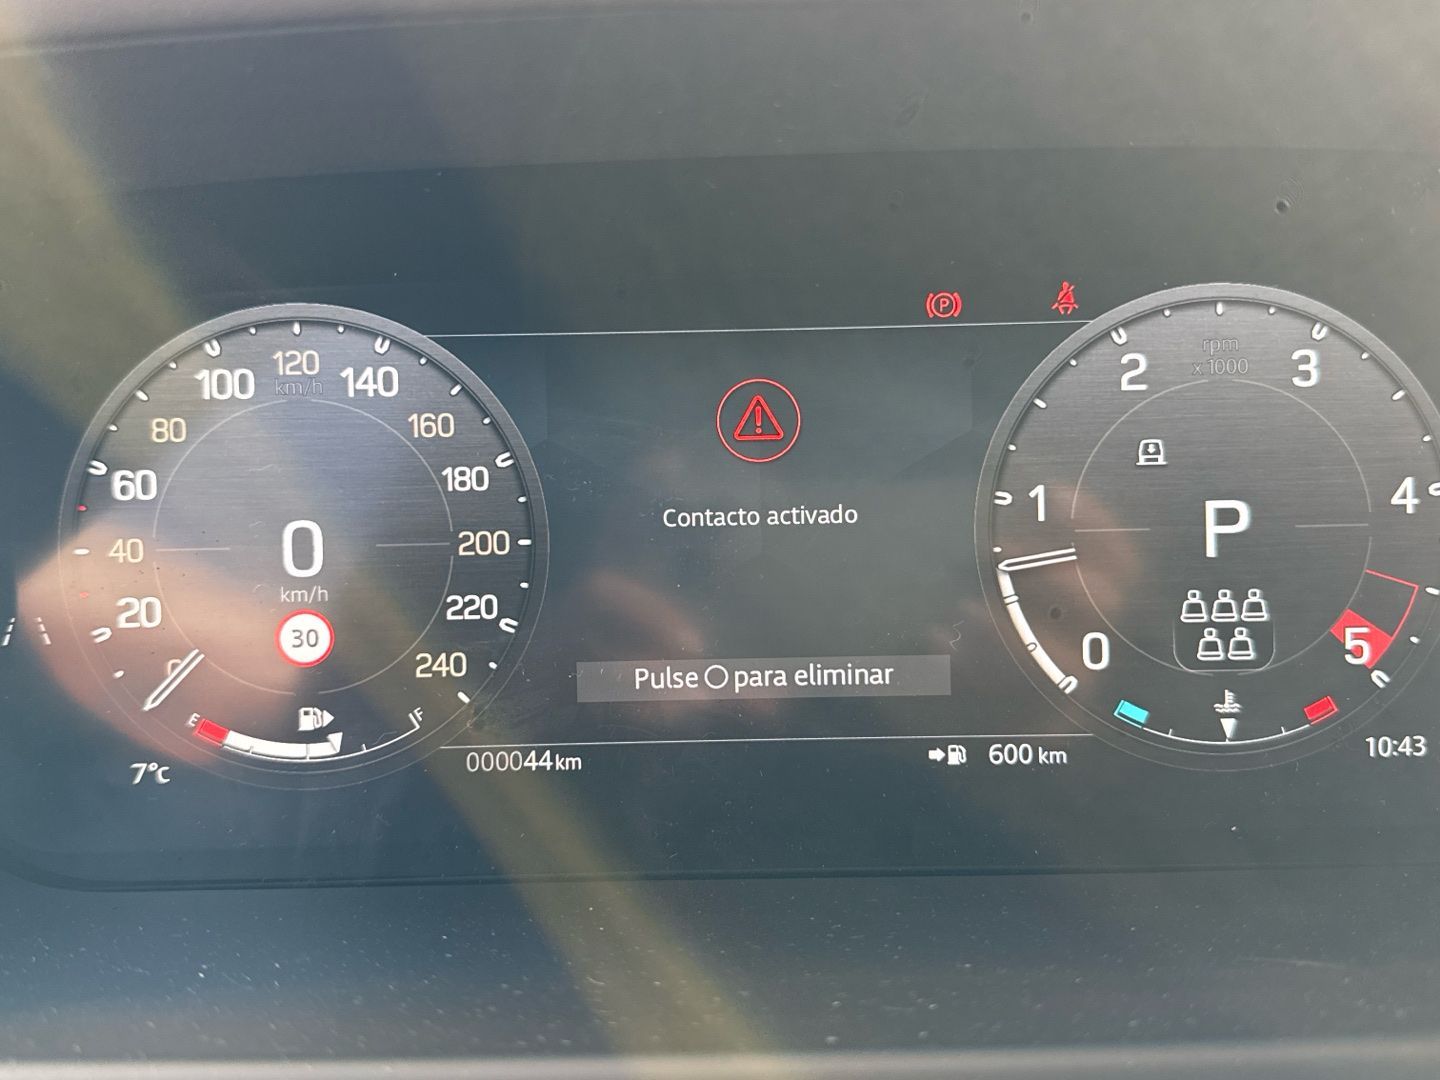 100
120
140
km/h
80
160
60
180
40
200
20
220
0
240
0
km/h
30
E
F
7°C
000044km
P
Contacto activado
Pulse O para eliminar
600 km
rpm
x1000
2
3
1
4
0
5
P
10:43